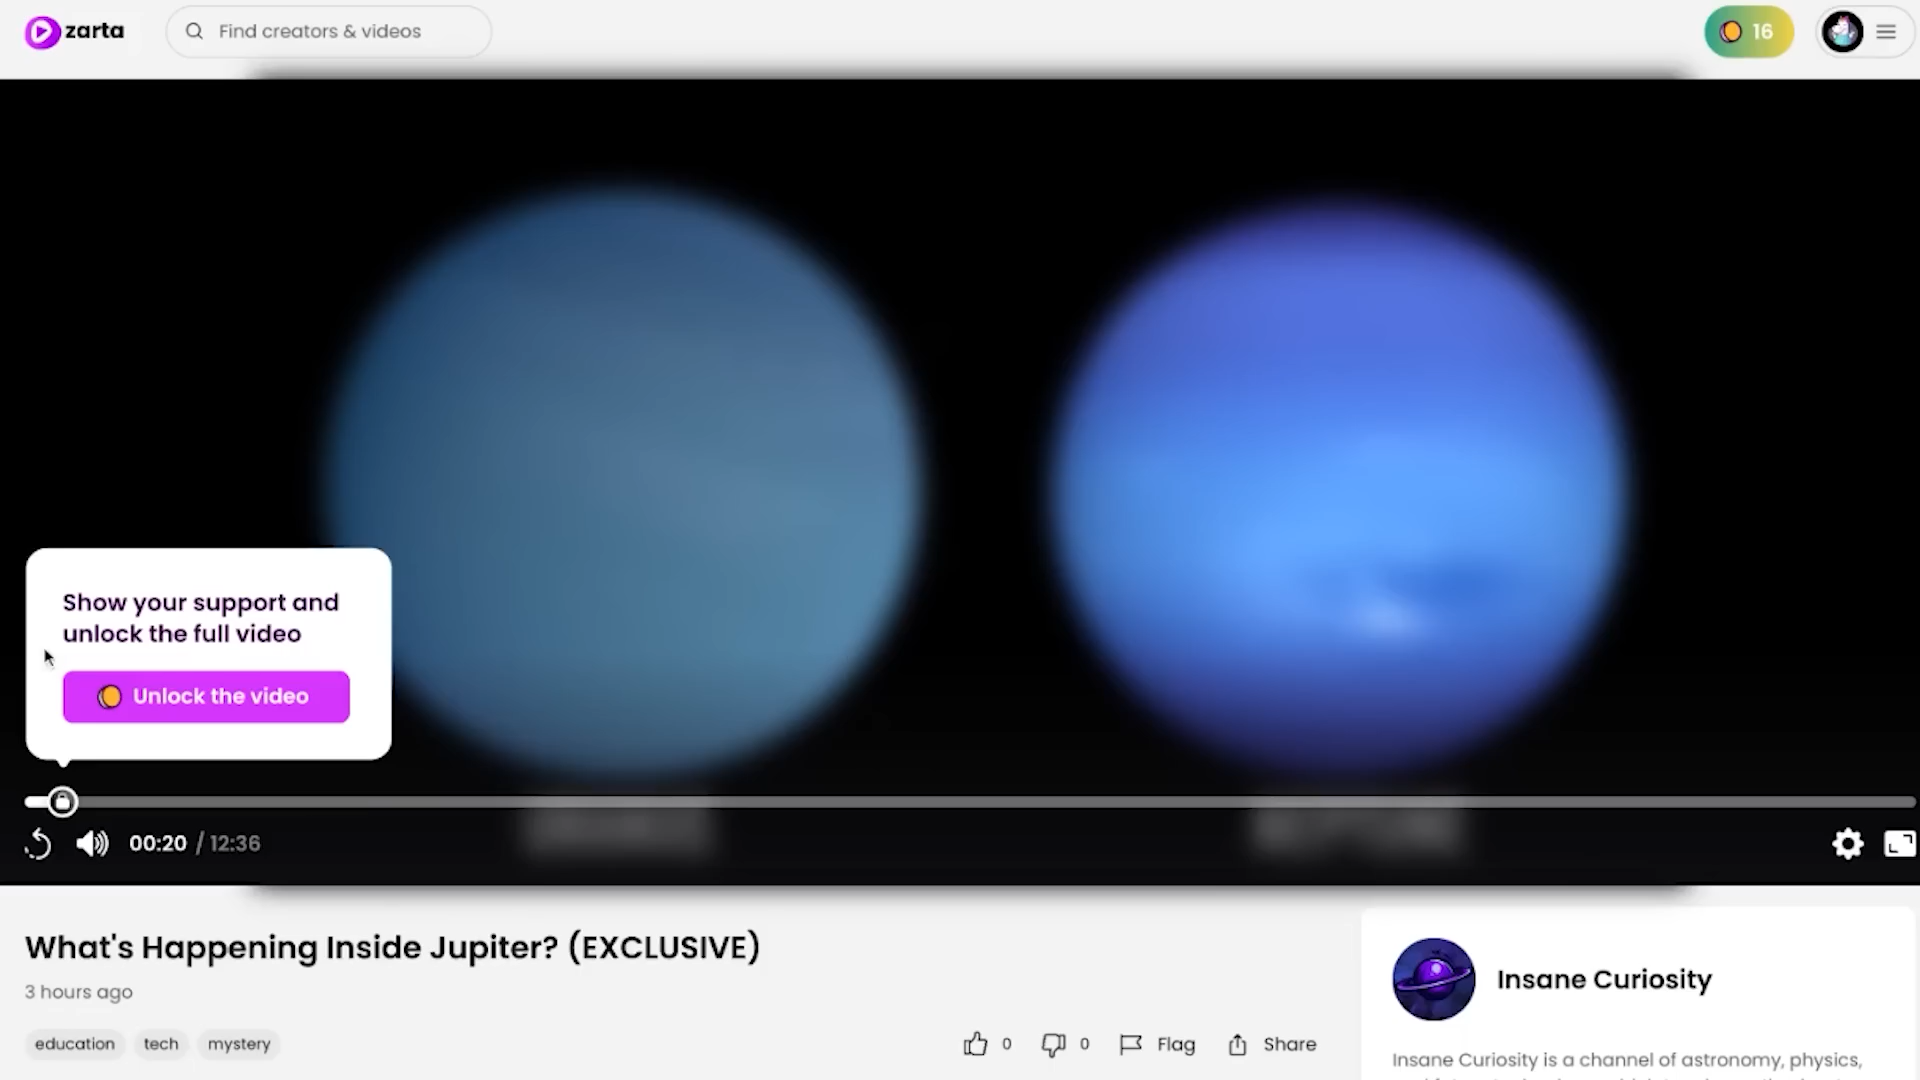 zarta
Find creators & videos
16
Show your support and
unlock the full video
Unlock the video
00:20 / 12:36
What's Happening Inside Jupiter? (EXCLUSIVE)
3 hours ago
education tech mystery
0 0 Flag Share
Insane Curiosity
Insane Curiosity is a channel of astronomy, physics,